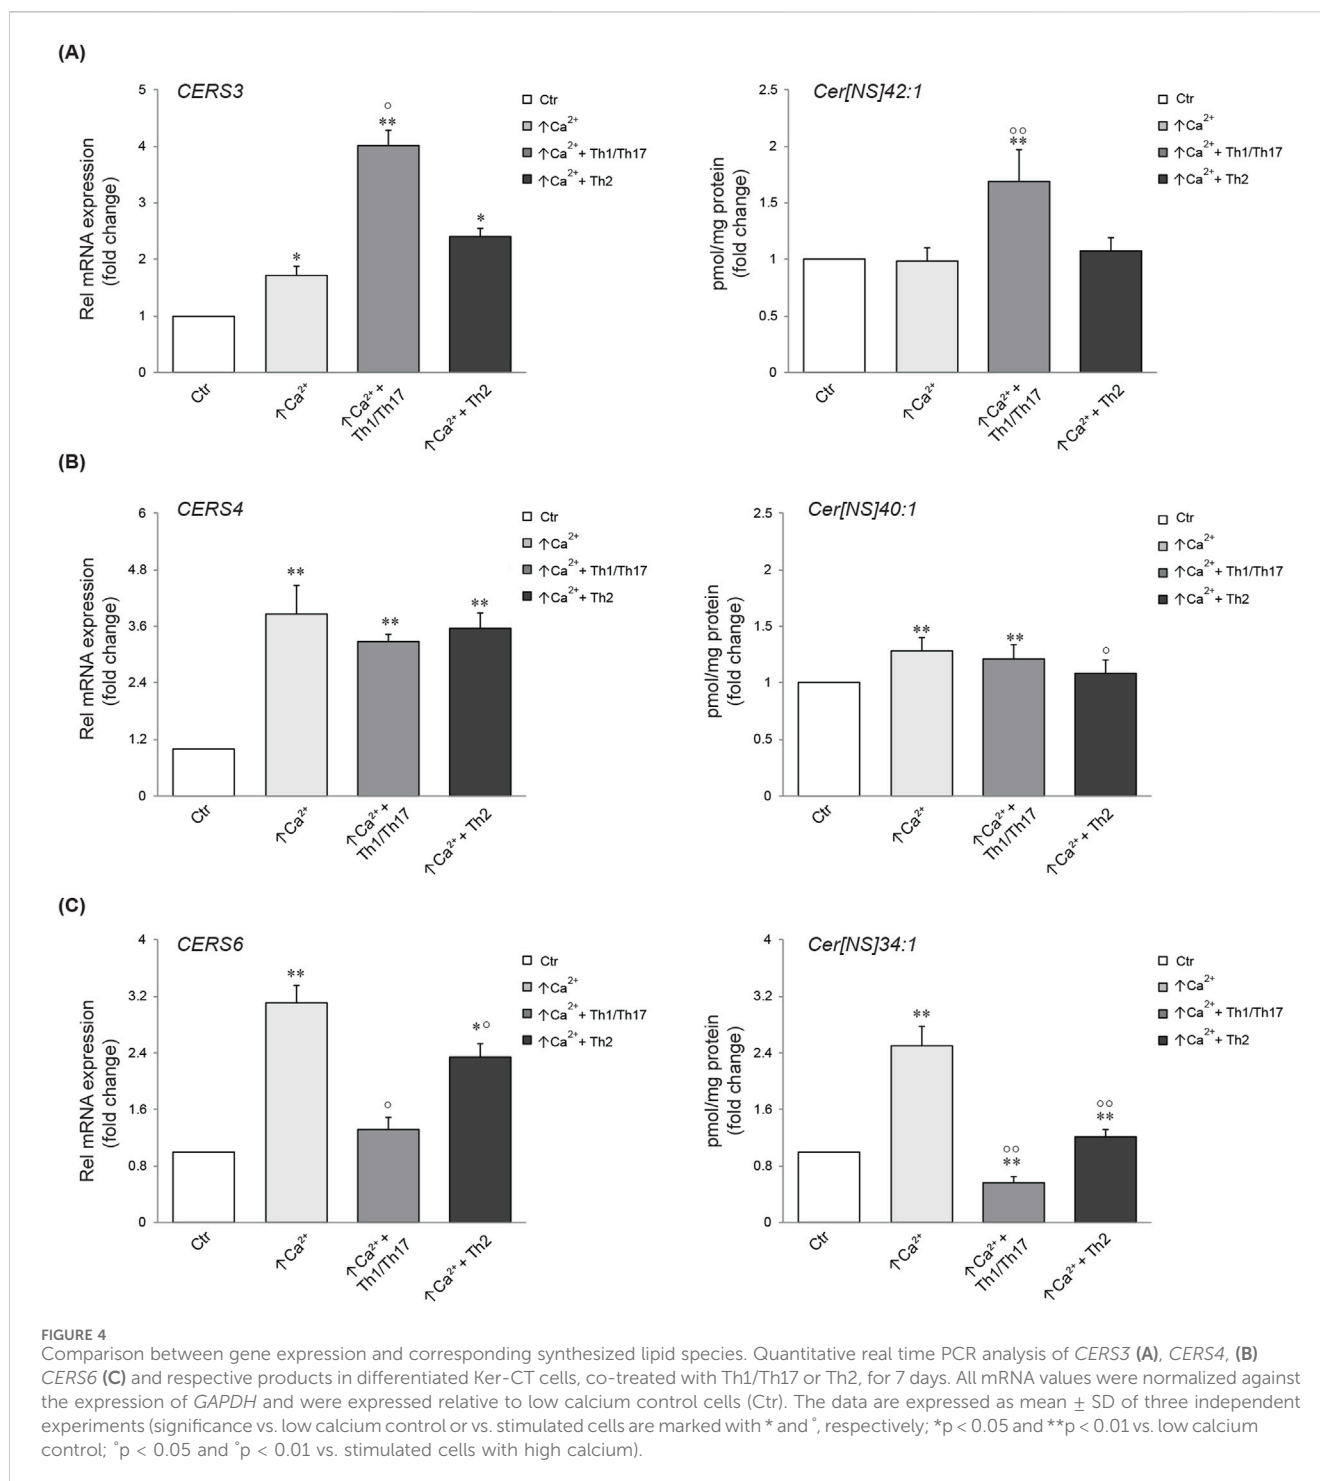 (A)
CERS3
Rel mRNA expression
(fold change)
5
4
3
2
1
0
○
**
*
*
Ctr
↑Ca²⁺
↑Ca²⁺ + Th1/Th17
↑Ca²⁺ + Th2
Ctr
↑Ca²⁺
↑Ca²⁺ +
Th1/Th17
↑Ca²⁺ + Th2
Cer[NS]42:1
pmol/mg protein
(fold change)
2.5
2
1.5
1
0.5
0
○○
**
Ctr
↑Ca²⁺
↑Ca²⁺ + Th1/Th17
↑Ca²⁺ + Th2
Ctr
↑Ca²⁺
↑Ca²⁺ +
Th1/Th17
↑Ca²⁺ + Th2
(B)
CERS4
Rel mRNA expression
(fold change)
6
4.8
3.6
2.4
1.2
0
**
**
**
Ctr
↑Ca²⁺
↑Ca²⁺ + Th1/Th17
↑Ca²⁺ + Th2
Ctr
↑Ca²⁺
↑Ca²⁺ +
Th1/Th17
↑Ca²⁺ + Th2
Cer[NS]40:1
pmol/mg protein
(fold change)
2.5
2
1.5
1
0.5
0
**
**
○
Ctr
↑Ca²⁺
↑Ca²⁺ + Th1/Th17
↑Ca²⁺ + Th2
Ctr
↑Ca²⁺
↑Ca²⁺ +
Th1/Th17
↑Ca²⁺ + Th2
(C)
CERS6
Rel mRNA expression
(fold change)
4
3.2
2.4
1.6
0.8
0
**
○
*○
Ctr
↑Ca²⁺
↑Ca²⁺ + Th1/Th17
↑Ca²⁺ + Th2
Ctr
↑Ca²⁺
↑Ca²⁺ +
Th1/Th17
↑Ca²⁺ + Th2
Cer[NS]34:1
pmol/mg protein
(fold change)
4
3.2
2.4
1.6
0.8
0
**
○○
**
○○
**
Ctr
↑Ca²⁺
↑Ca²⁺ + Th1/Th17
↑Ca²⁺ + Th2
Ctr
↑Ca²⁺
↑Ca²⁺ +
Th1/Th17
↑Ca²⁺ + Th2
FIGURE 4
Comparison between gene expression and corresponding synthesized lipid species. Quantitative real time PCR analysis of CERS3 (A), CERS4, (B)
CERS6 (C) and respective products in differentiated Ker-CT cells, co-treated with Th1/Th17 or Th2, for 7 days. All mRNA values were normalized against
the expression of GAPDH and were expressed relative to low calcium control cells (Ctr). The data are expressed as mean ± SD of three independent
experiments (significance vs. low calcium control or vs. stimulated cells are marked with * and °, respectively; *p < 0.05 and **p < 0.01 vs. low calcium
control; °p < 0.05 and °p < 0.01 vs. stimulated cells with high calcium).